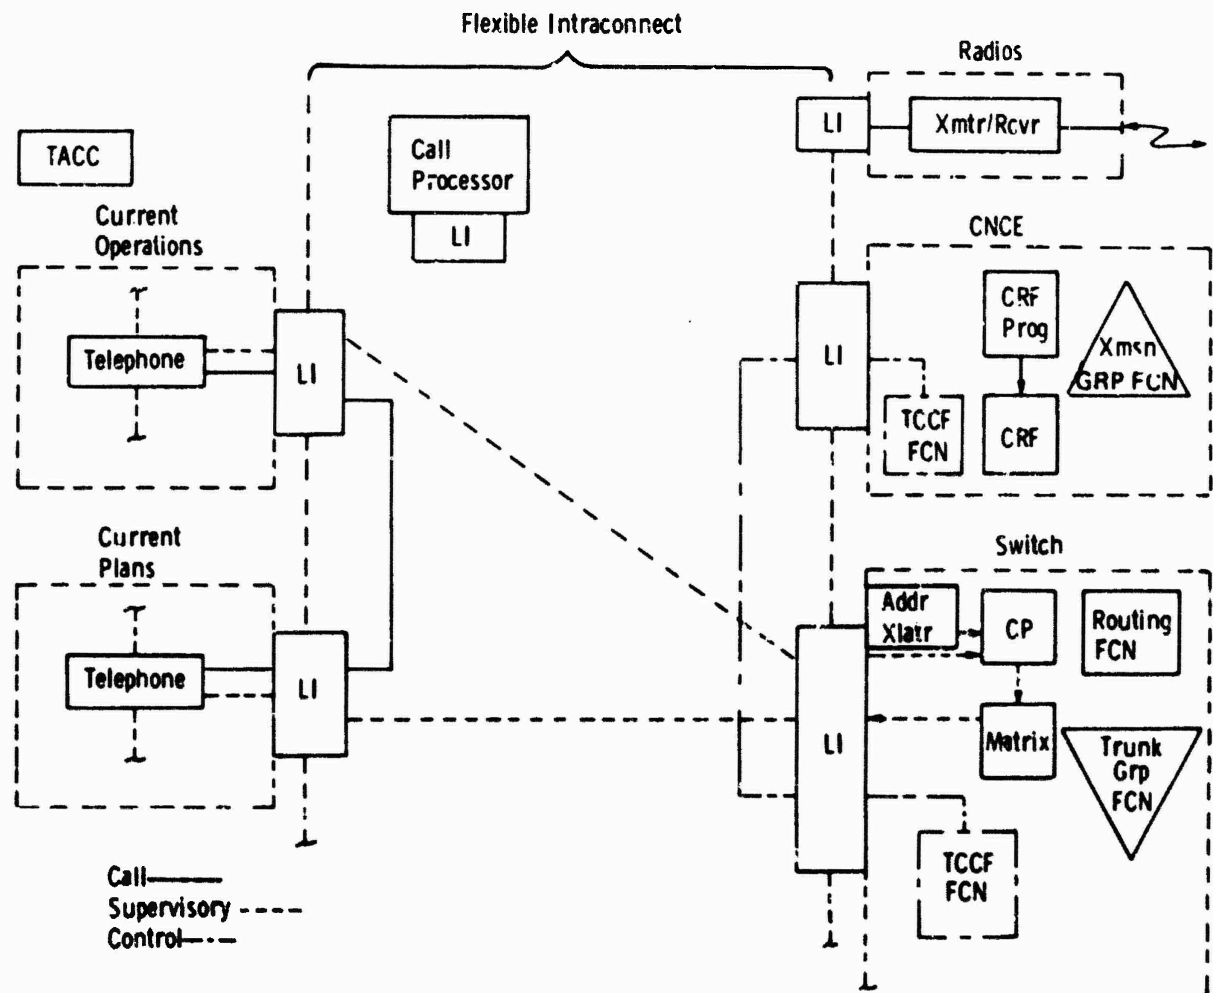 Flexible Intraconnect
Radios
LI
Xmtr/Rcvr
TACC
Call
Processor
LI
Current
Operations
Telephone
LI
CNCE
LI
CRF
Prog
Xmsn
GRP FCN
TCCF
FCN
CRF
Current
Plans
Telephone
LI
Switch
Addr
Xlatr
CP
Routing
FCN
LI
Matrix
Trunk
Grp
FCN
TCCF
FCN
Call
Supervisory
Control